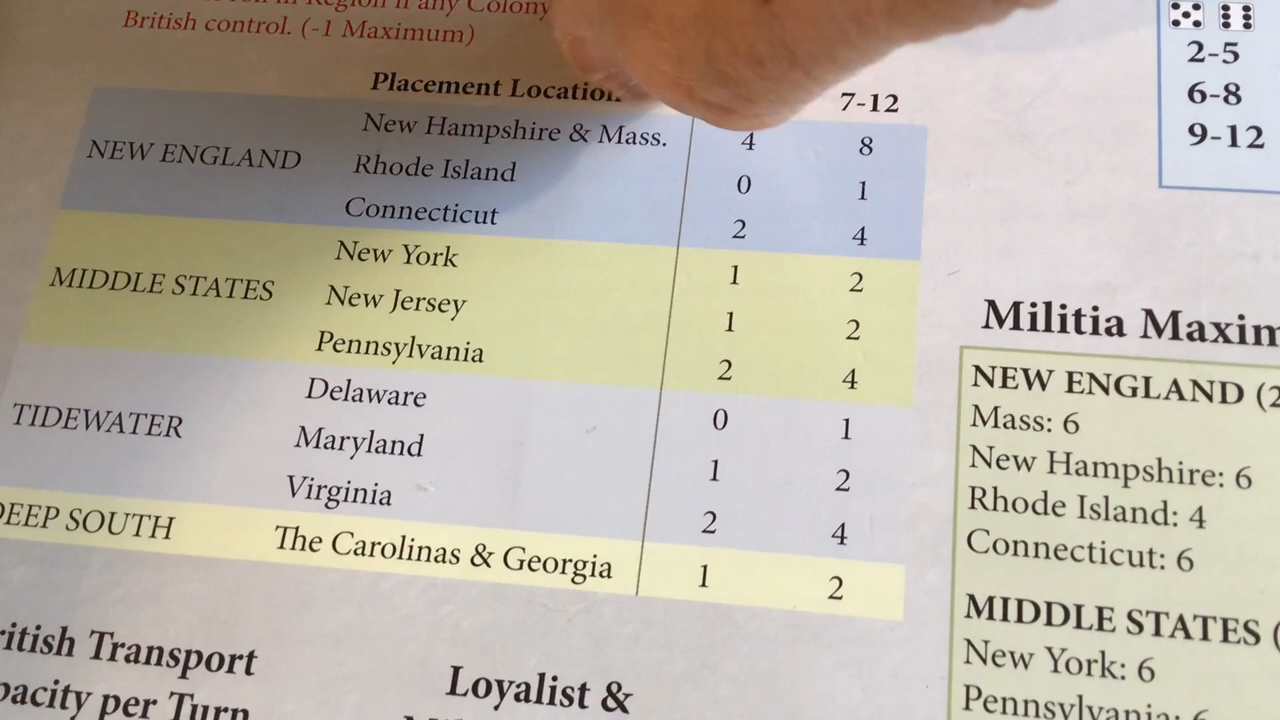 in Region if any Colony
British control. (-1 Maximum)
Placement Location
7-12
NEW ENGLAND
New Hampshire & Mass. 4 8
Rhode Island 0 1
Connecticut 2 4
MIDDLE STATES
New York 1 2
New Jersey 1 2
Pennsylvania 2 4
TIDEWATER
Delaware 0 1
Maryland 1 2
Virginia 2 4
DEEP SOUTH The Carolinas & Georgia 1 2
2-5
6-8
9-12
Militia Maxim
NEW ENGLAND (2
Mass: 6
New Hampshire: 6
Rhode Island: 4
Connecticut: 6
MIDDLE STATES (
New York: 6
Pennsylvania: 6
ritish Transport
pacity per Turn
Loyalist &